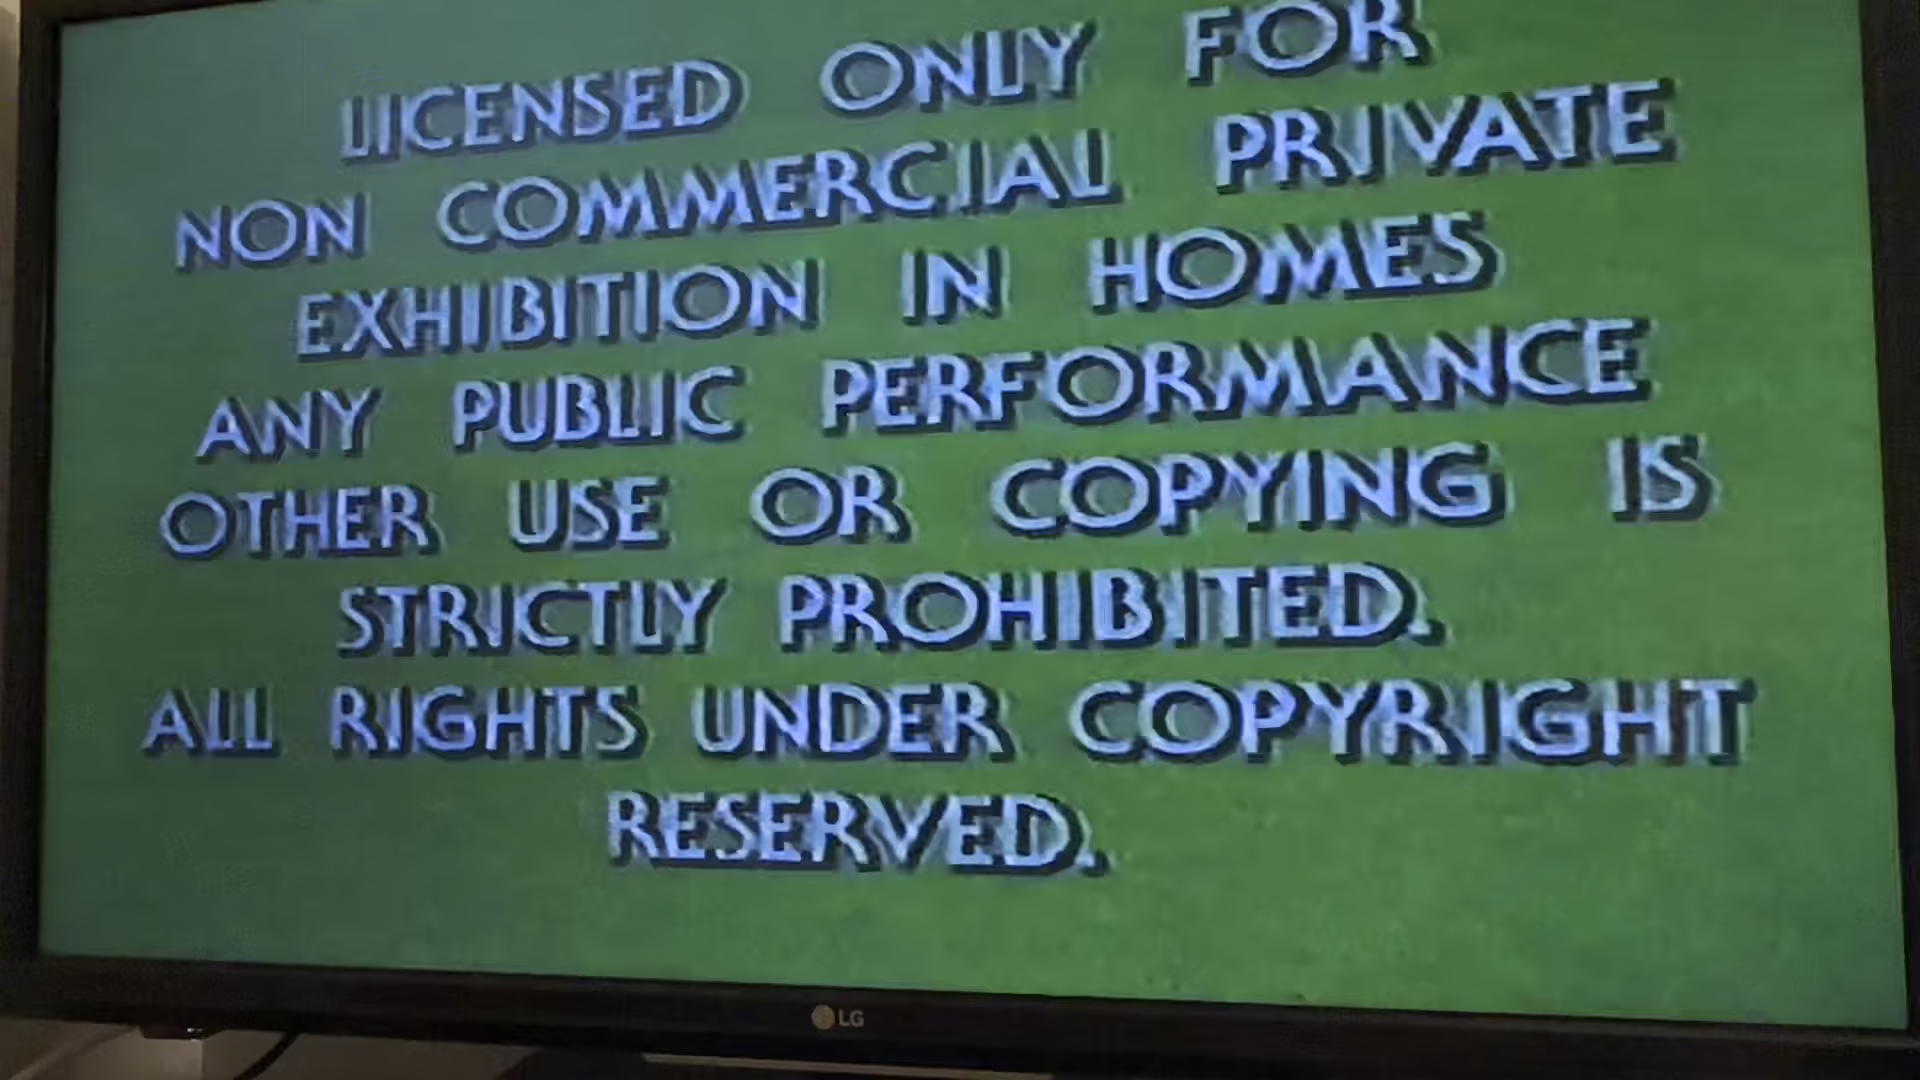 LICENSED ONLY FOR
NON COMMERCIAL PRIVATE
EXHIBITION IN HOMES
ANY PUBLIC PERFORMANCE
OTHER USE OR COPYING IS
STRICTLY PROHIBITED.
ALL RIGHTS UNDER COPYRIGHT
RESERVED.
LG